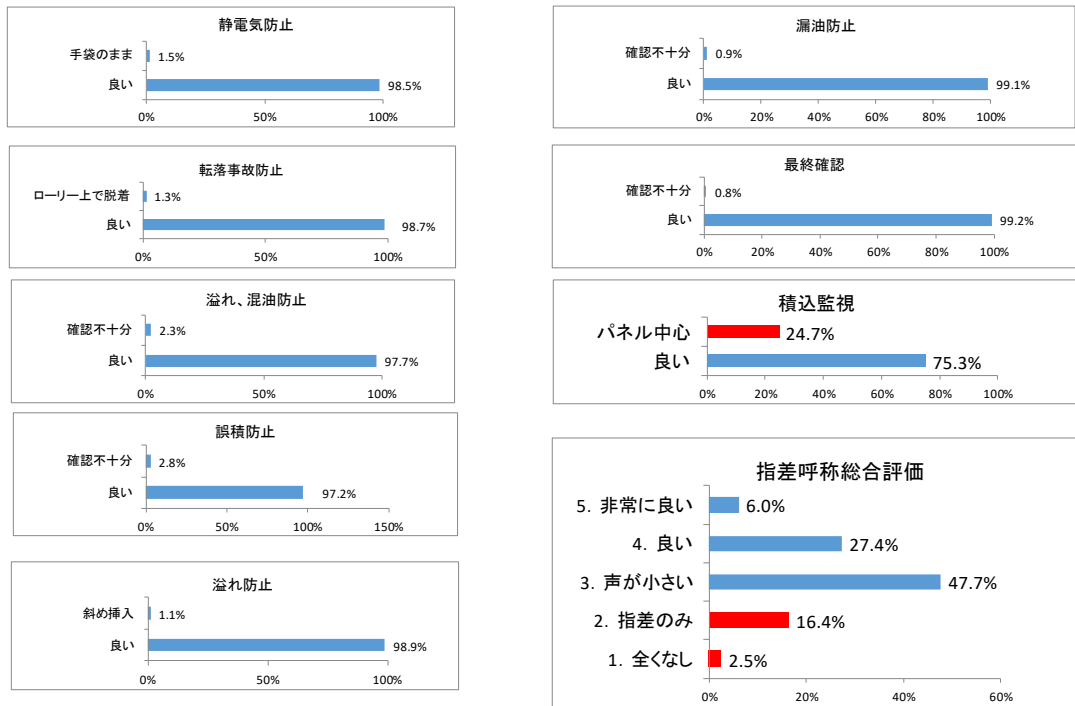 静電気防止
手袋のまま 1.5%
良い 98.5%
0% 50% 100%
転落事故防止
ローリー上で脱着 1.3%
良い 98.7%
0% 50% 100%
溢れ、混油防止
確認不十分 2.3%
良い 97.7%
0% 50% 100%
誤積防止
確認不十分 2.8%
良い 97.2%
0% 50% 100% 150%
溢れ防止
斜め挿入 1.1%
良い 98.9%
0% 50% 100%
漏油防止
確認不十分 0.9%
良い 99.1%
0% 20% 40% 60% 80% 100%
最終確認
確認不十分 0.8%
良い 99.2%
0% 20% 40% 60% 80% 100%
積込監視
パネル中心 24.7%
良い 75.3%
0% 20% 40% 60% 80% 100%
指差呼称総合評価
5. 非常に良い 6.0%
4. 良い 27.4%
3. 声が小さい 47.7%
2. 指差のみ 16.4%
1. 全くなし 2.5%
0% 20% 40% 60%